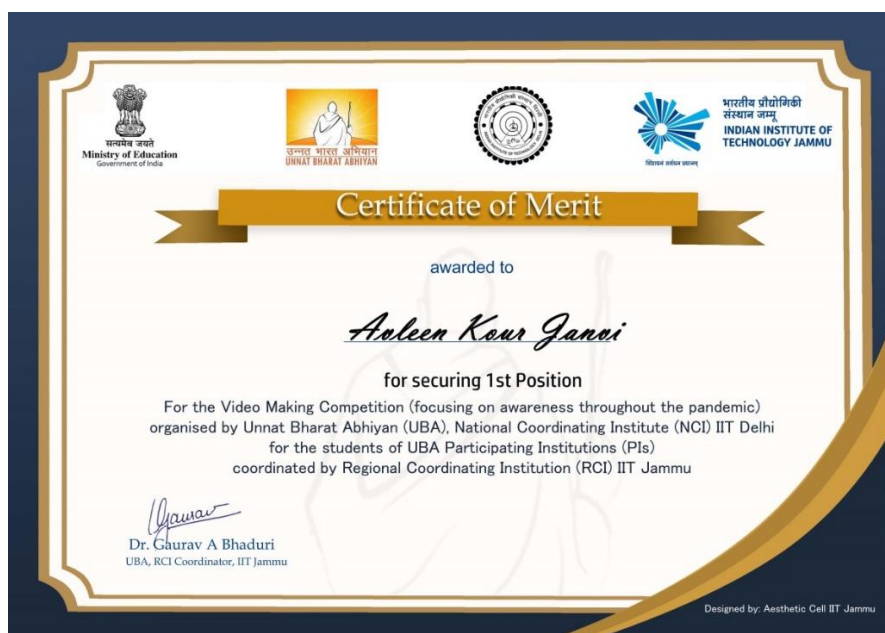 सत्यमेव जयते
Ministry of Education
Government of India
उन्नत भारत अभियान
UNNAT BHARAT ABHIYAN
भारतीय प्रौद्योगिकी
संस्थान जम्मू
INDIAN INSTITUTE OF
TECHNOLOGY JAMMU
Certificate of Merit
awarded to
Avleen Kour Ganvi
for securing 1st Position
For the Video Making Competition (focusing on awareness throughout the pandemic)
organised by Unnat Bharat Abhiyan (UBA), National Coordinating Institute (NCI) IIT Delhi
for the students of UBA Participating Institutions (PIs)
coordinated by Regional Coordinating Institution (RCI) IIT Jammu
Gaurav
Dr. Gaurav A Bhaduri
UBA, RCI Coordinator, IIT Jammu
Designed by: Aesthetic Cell IIT Jammu